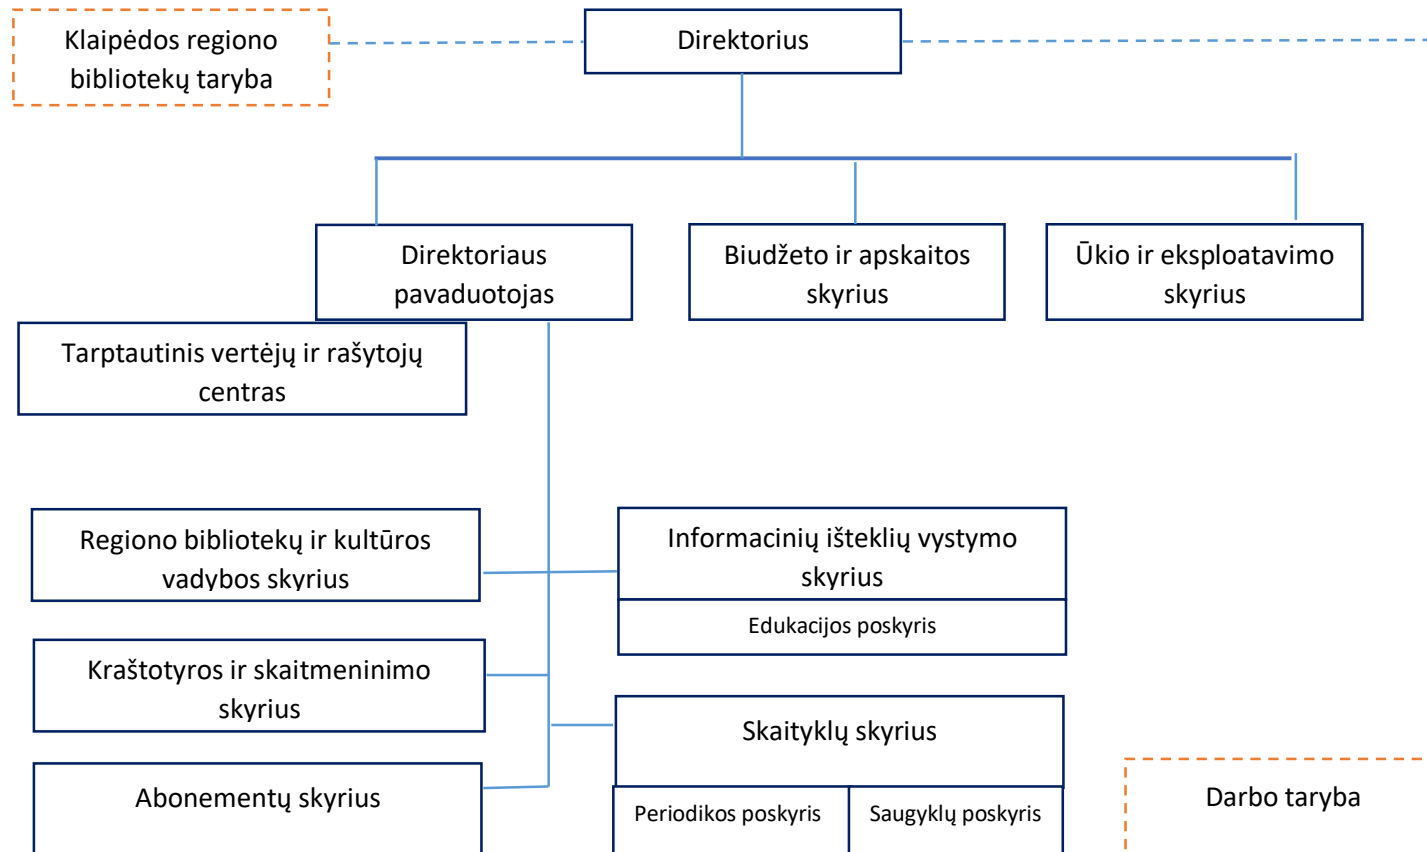 Klaipėdos regiono
bibliotekų taryba
Direktorius
Direktoriaus
pavaduotojas
Biudžeto ir apskaitos
skyrius
Ūkio ir eksploatavimo
skyrius
Tarptautinis vertėjų ir rašytojų
centras
Regiono bibliotekų ir kultūros
vadybos skyrius
Informacinių išteklių vystymo
skyrius
Edukacijos poskyris
Kraštotyros ir skaitmeninimo
skyrius
Skaityklų skyrius
Abonementų skyrius
Periodikos poskyris
Saugyklų poskyris
Darbo taryba